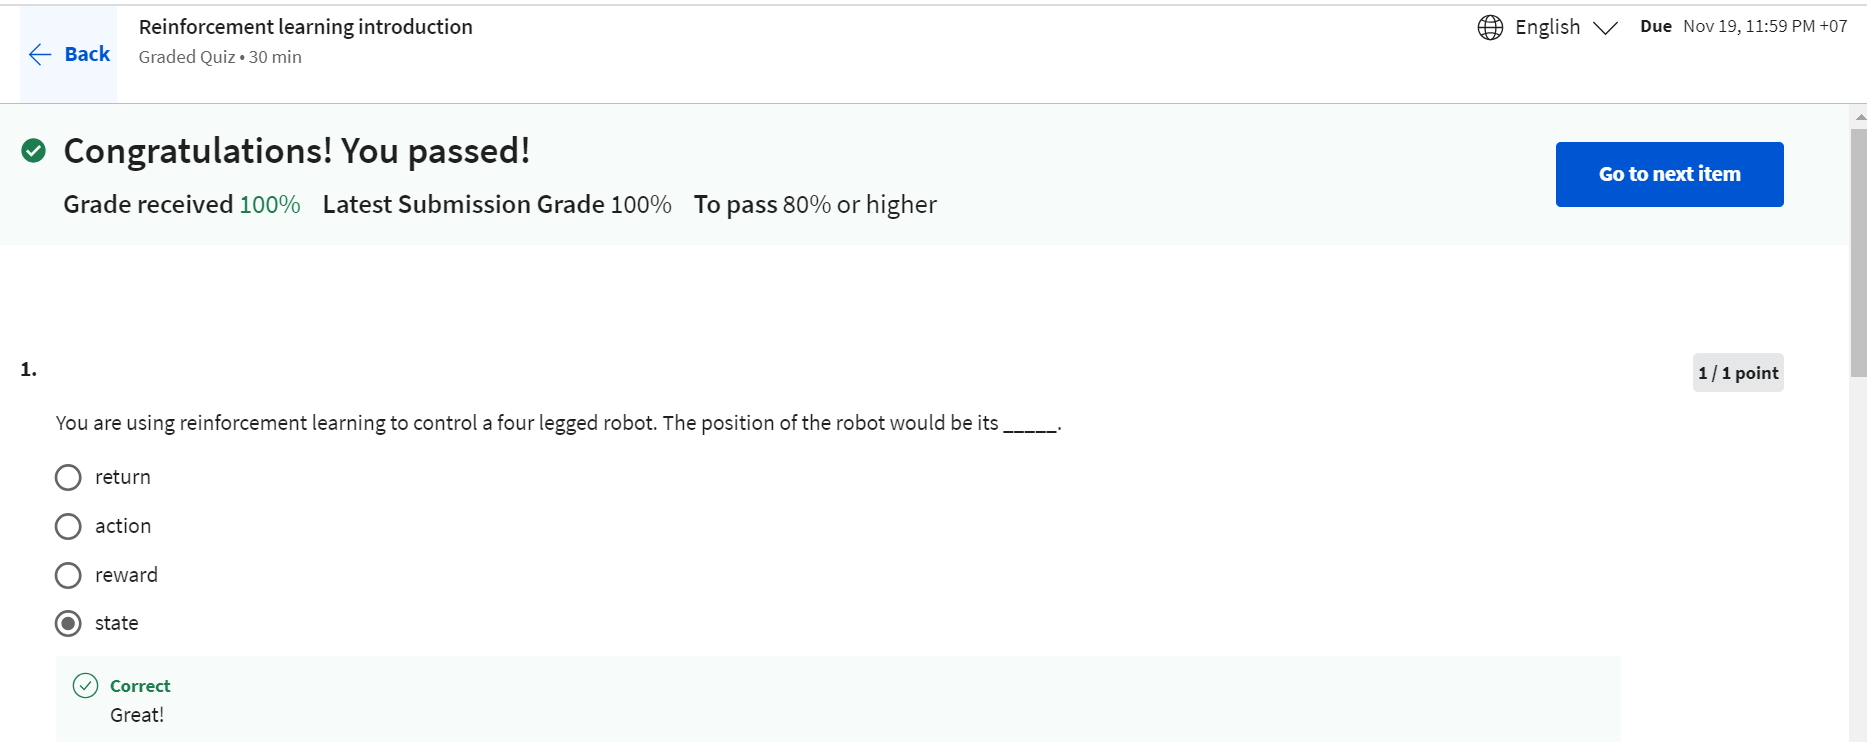 Back
Reinforcement learning introduction
Graded Quiz • 30 min
English
Due Nov 19, 11:59 PM +07
Congratulations! You passed!
Grade received 100% Latest Submission Grade 100% To pass 80% or higher
Go to next item
1.
1 / 1 point
You are using reinforcement learning to control a four legged robot. The position of the robot would be its _____.
return
action
reward
state
Correct
Great!